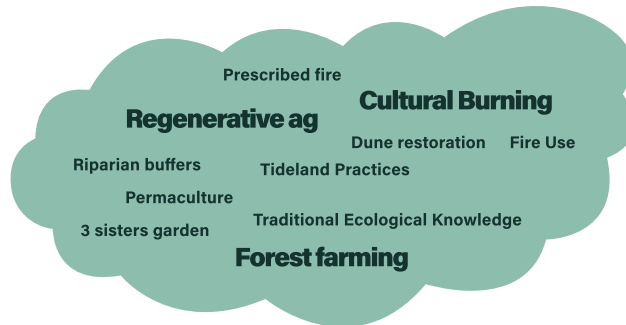 Prescribed fire
Cultural Burning
Regenerative ag
Dune restoration
Fire Use
Riparian buffers
Tideland Practices
Permaculture
Traditional Ecological Knowledge
3 sisters garden
Forest farming